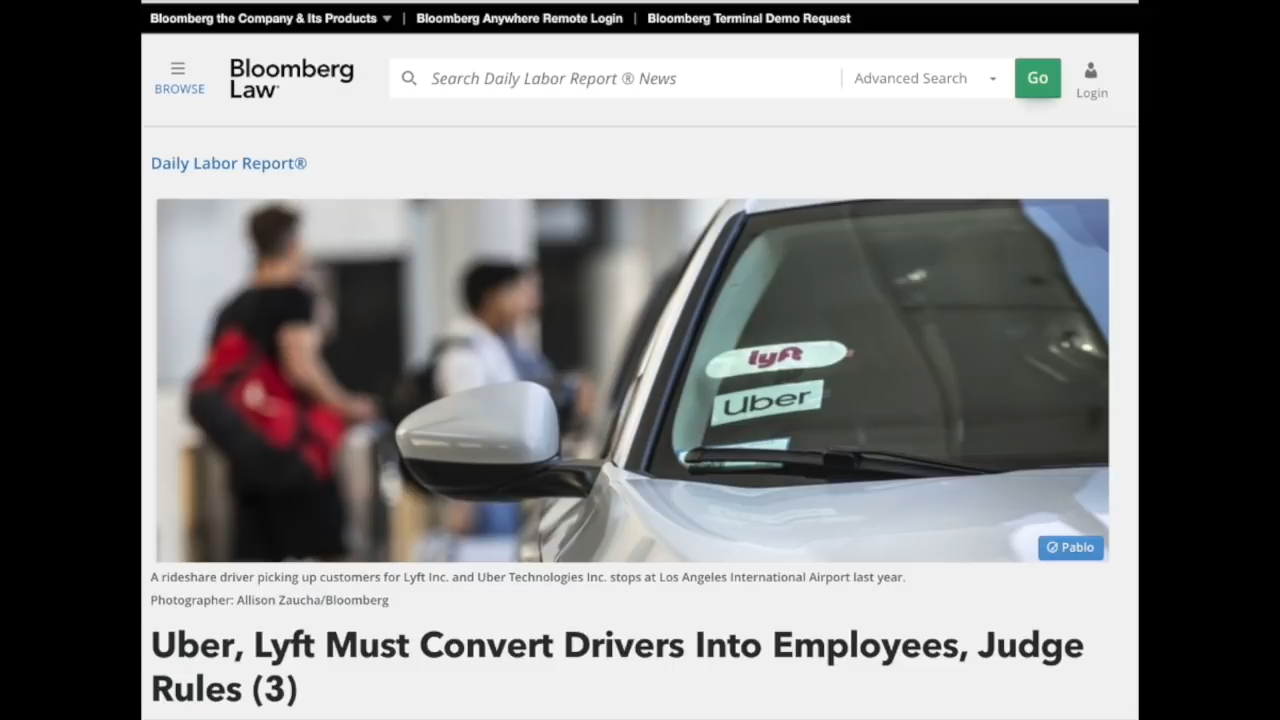 Bloomberg the Company & Its Products ▼ | Bloomberg Anywhere Remote Login | Bloomberg Terminal Demo Request
BROWSE
Bloomberg
Law
Search Daily Labor Report ® News
Advanced Search
Go
Login
Daily Labor Report®
lyft
Uber
Pablo
A rideshare driver picking up customers for Lyft Inc. and Uber Technologies Inc. stops at Los Angeles International Airport last year.
Photographer: Allison Zaucha/Bloomberg
Uber, Lyft Must Convert Drivers Into Employees, Judge
Rules (3)